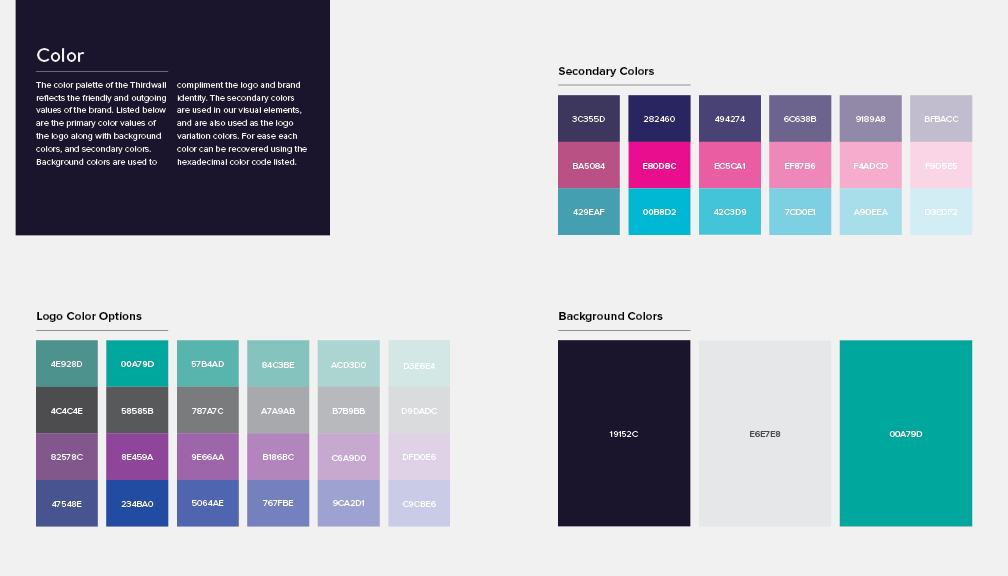 Color
The color palette of the Thirdwall
reflects the friendly and outgoing
values of the brand. Listed below
are the primary color values of
the logo along with background
colors, and secondary colors.
Background colors are used to
compliment the logo and brand
identity. The secondary colors
are used in our visual elements,
and are also used as the logo
variation colors. For ease each
color can be recovered using the
hexadecimal color code listed.
Secondary Colors
3C355D 282460 494274 6C638B 9189A8 BFBACC
BA5084 E80D8C EC5CA1 EF87B6 F4ADCD F9D5E5
429EAF 00B8D2 42C3D9 7CD0E1 A9DEEA D3EDF2
Logo Color Options
4E928D 00A79D 57B4AD 84C3BE ACD3D0 D3E6E4
4C4C4E 58585B 787A7C A7A9AB B7B9BB D9DADC
82578C 8E459A 9E66AA B186BC C6A9D0 DFD0E6
47548E 234BA0 5064AE 767FBE 9CA2D1 C9CBE6
Background Colors
19152C E6E7E8 00A79D